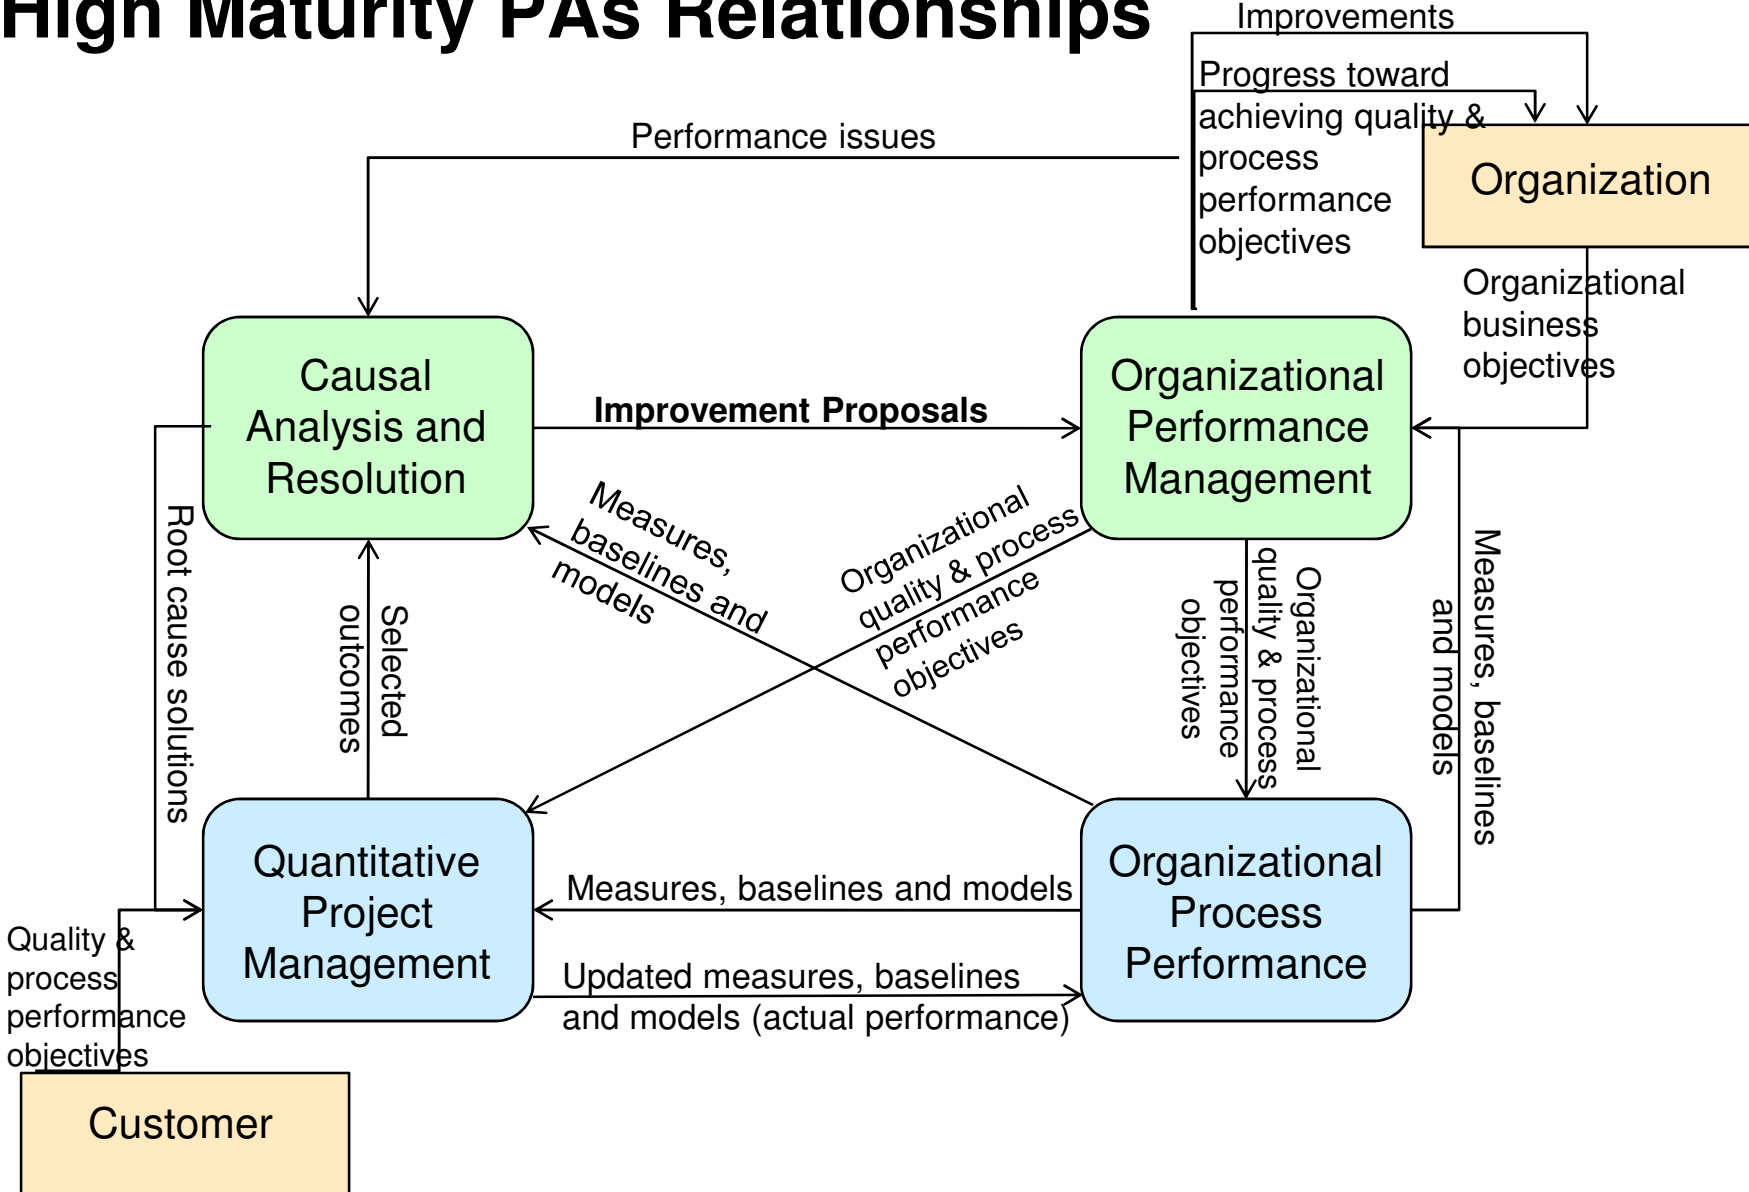 High Maturity PAs Relationships
Improvements
Progress toward
achieving quality &
process
performance
objectives
Performance issues
Organization
Organizational
business
objectives
Causal
Analysis and
Resolution
Improvement Proposals
Organizational
Performance
Management
Root cause solutions
Selected
outcomes
Measures,
baselines and
models
Organizational
quality & process
performance
objectives
Organizational
quality & process
performance
objectives
Measures, baselines
and models
Quantitative
Project
Management
Measures, baselines and models
Updated measures, baselines
and models (actual performance)
Organizational
Process
Performance
Quality &
process
performance
objectives
Customer